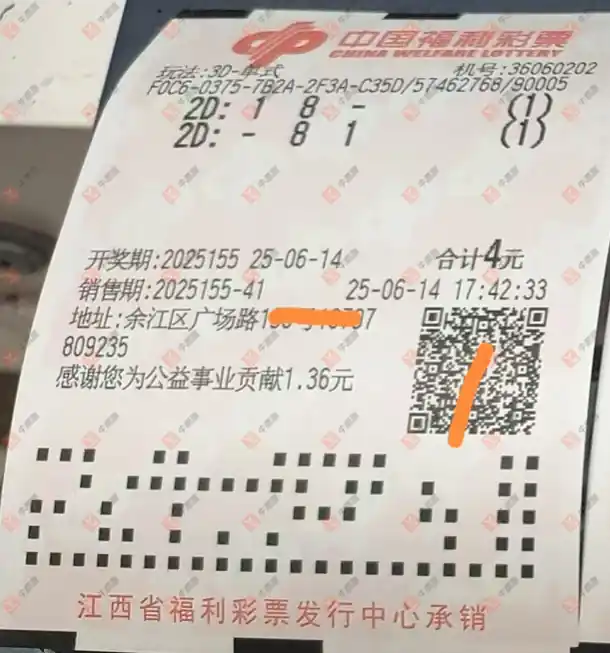 中国福利彩票
CHINA WELFARE LOTTERY
玩法:3D-单式 机号:36060202
F0C6-0375-7B2A-2F3A-C35D/57462768/90005
2D: 1 8 - (1)
2D: - 8 1 (1)
开奖期:2025155 25-06-14 合计4元
销售期:2025155-41 25-06-14 17:42:33
地址:余江区广场路1
809235
感谢您为公益事业贡献1.36元
江西省福利彩票发行中心承销